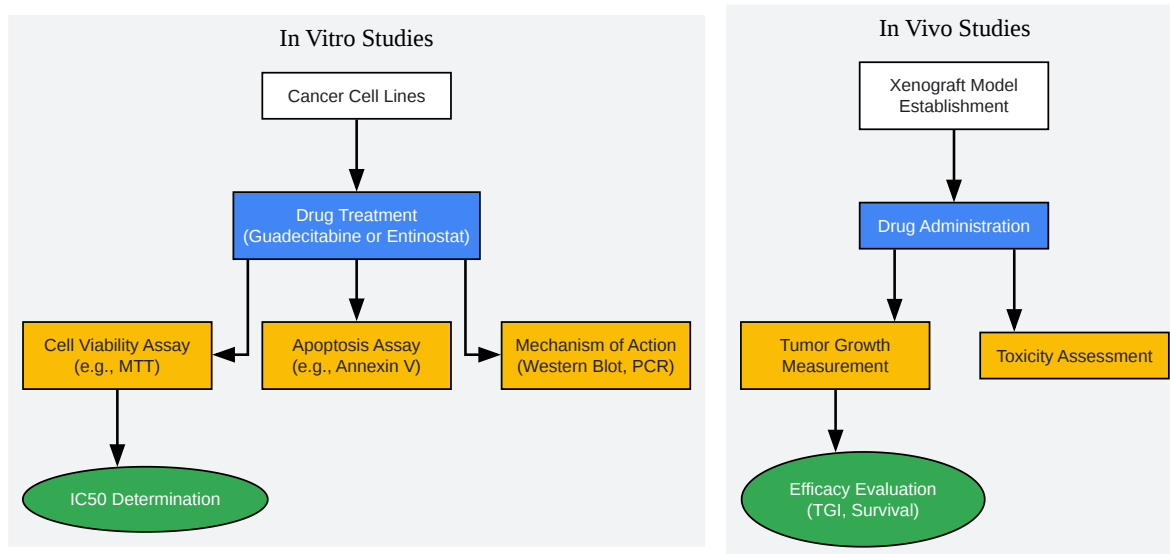 In Vitro Studies
Cancer Cell Lines
Drug Treatment
(Guadecitabine or Entinostat)
Cell Viability Assay
(e.g., MTT)
Apoptosis Assay
(e.g., Annexin V)
Mechanism of Action
(Western Blot, PCR)
IC50 Determination
In Vivo Studies
Xenograft Model
Establishment
Drug Administration
Tumor Growth
Measurement
Toxicity Assessment
Efficacy Evaluation
(TGI, Survival)